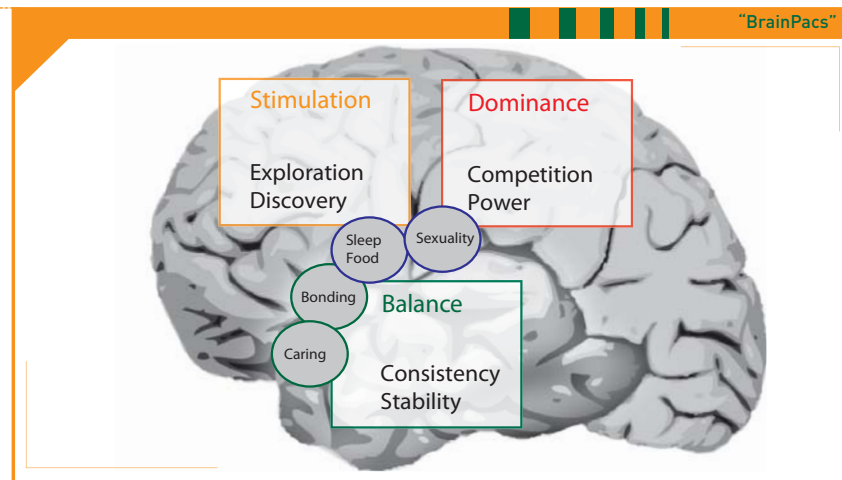 “BrainPacs”
Stimulation
Exploration
Discovery
Dominance
Competition
Power
Sleep
Food
Sexuality
Bonding
Caring
Balance
Consistency
Stability